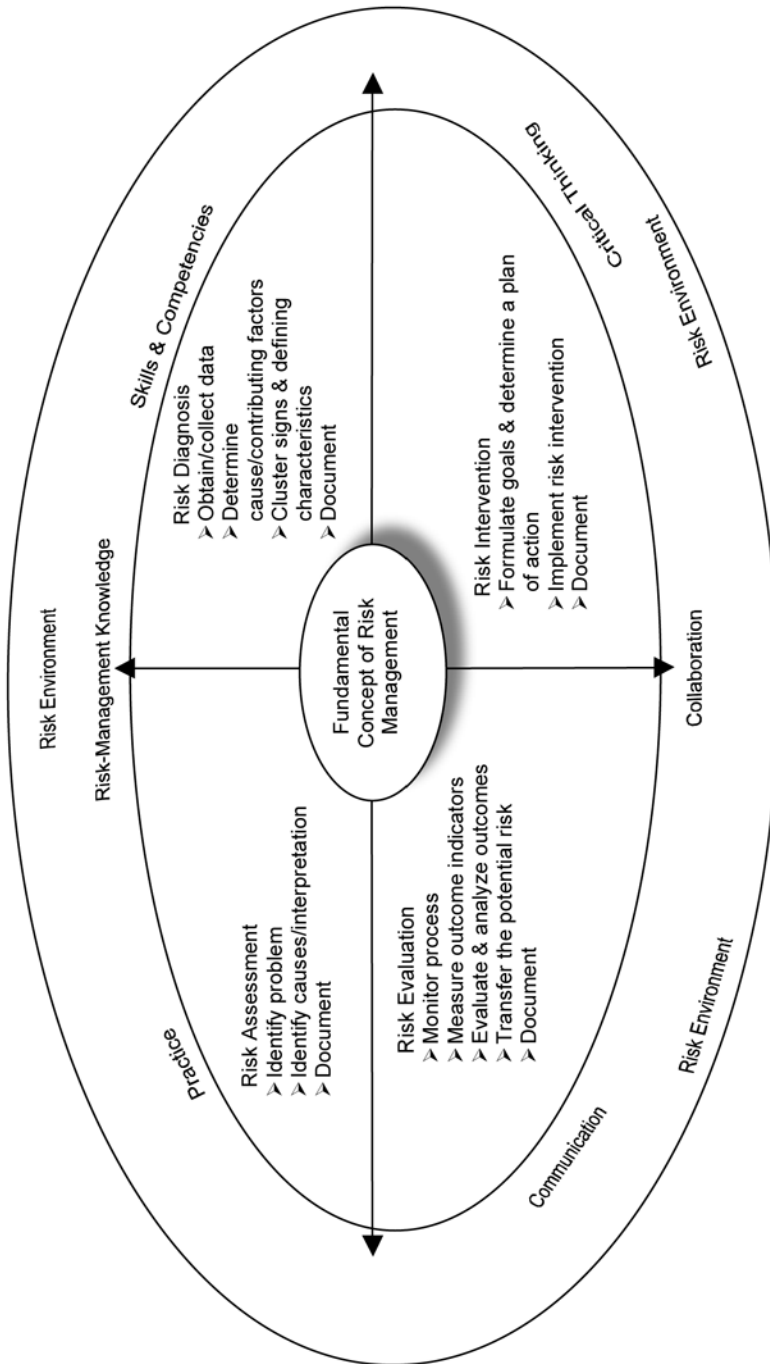 Risk Environment
Risk-Management Knowledge
Practice
Skills & Competencies
Risk Assessment
➢ Identify problem
➢ Identify causes/interpretation
➢ Document
Risk Diagnosis
➢ Obtain/collect data
➢ Determine
cause/contributing factors
➢ Cluster signs & defining
characteristics
➢ Document
Fundamental
Concept of Risk
Management
Risk Evaluation
➢ Monitor process
➢ Measure outcome indicators
➢ Evaluate & analyze outcomes
➢ Transfer the potential risk
➢ Document
Risk Intervention
➢ Formulate goals & determine a plan
of action
➢ Implement risk intervention
➢ Document
Communication
Collaboration
Critical Thinking
Risk Environment
Risk Environment